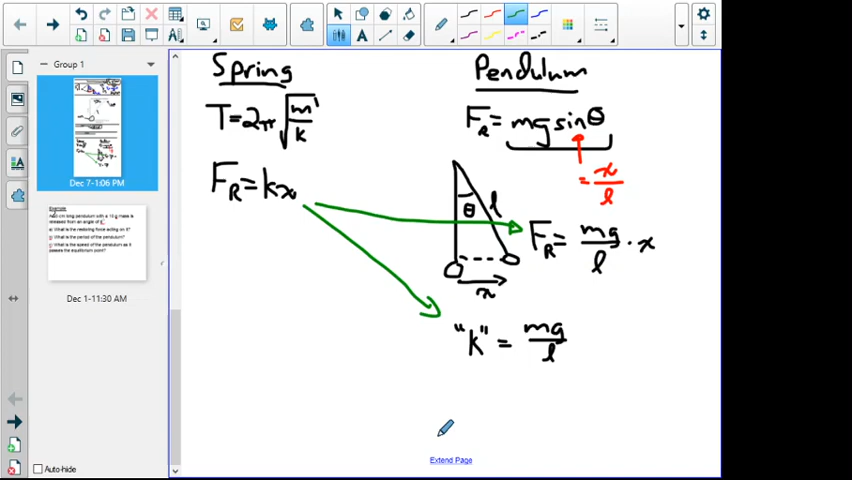 Group 1
Dec 7-1:06 PM
Example
Dec 1-11:30 AM
Auto-hide
Spring
T=2π√m/k
F_R=kx
Pendulum
F_R= mg sinθ
= x/l
θ
l
F_R= mg/l · x
x
"k" = mg/l
Extend Page